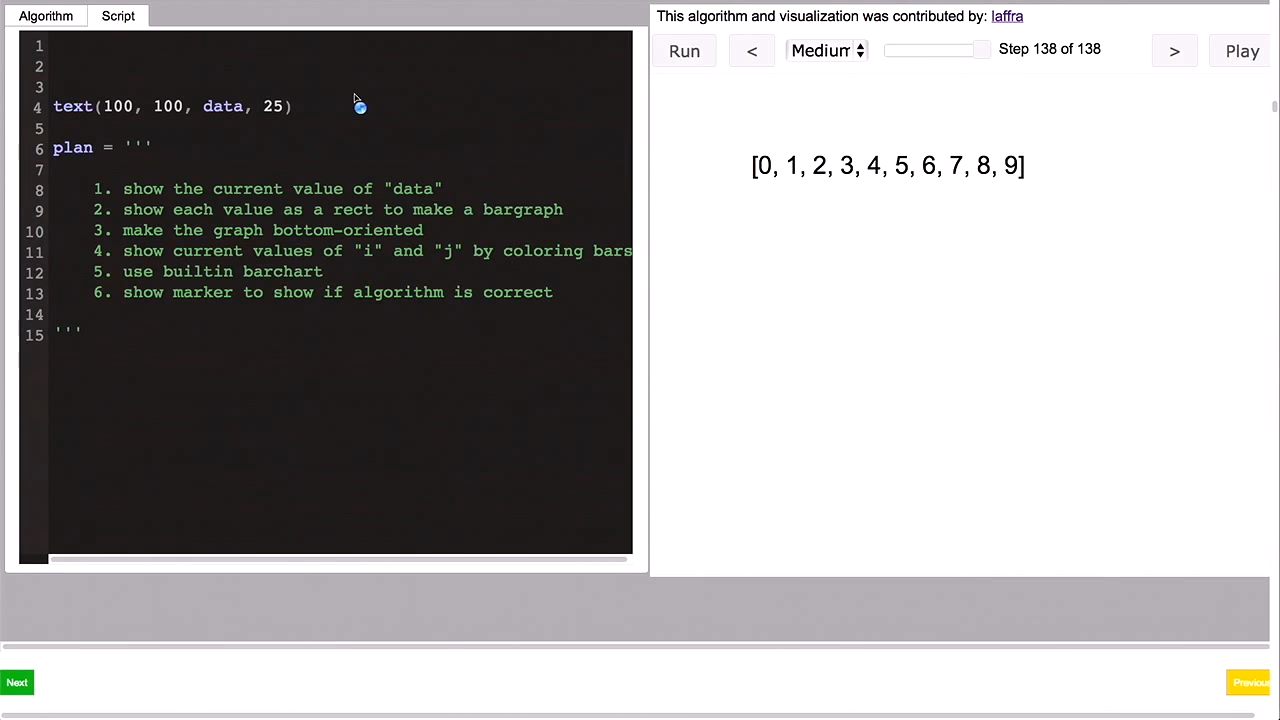 Algorithm Script
1
2
3
4 text(100, 100, data, 25)
5
6 plan = '''
7
8 1. show the current value of "data"
9 2. show each value as a rect to make a bargraph
10 3. make the graph bottom-oriented
11 4. show current values of "i" and "j" by coloring bars
12 5. use builtin barchart
13 6. show marker to show if algorithm is correct
14
15 '''
This algorithm and visualization was contributed by: laffra
Run < Medium Step 138 of 138 > Play
[0, 1, 2, 3, 4, 5, 6, 7, 8, 9]
Next Previous